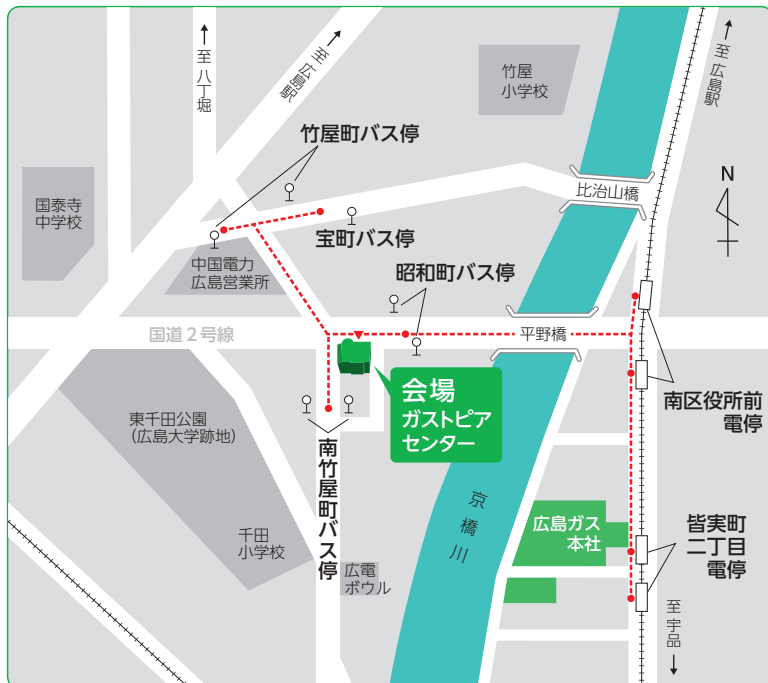 至 八丁堀
至 広島駅
竹屋
小学校
至 広島駅
竹屋町バス停
N
比治山橋
国泰寺
中学校
宝町バス停
中国電力
広島営業所
昭和町バス停
国道2号線
平野橋
会場
ガストピア
センター
南区役所前
電停
東千田公園
(広島大学跡地)
南竹屋町バス停
京橋川
広島ガス
本社
皆実町
二丁目
電停
千田
小学校
広電
ボウル
至 宇品